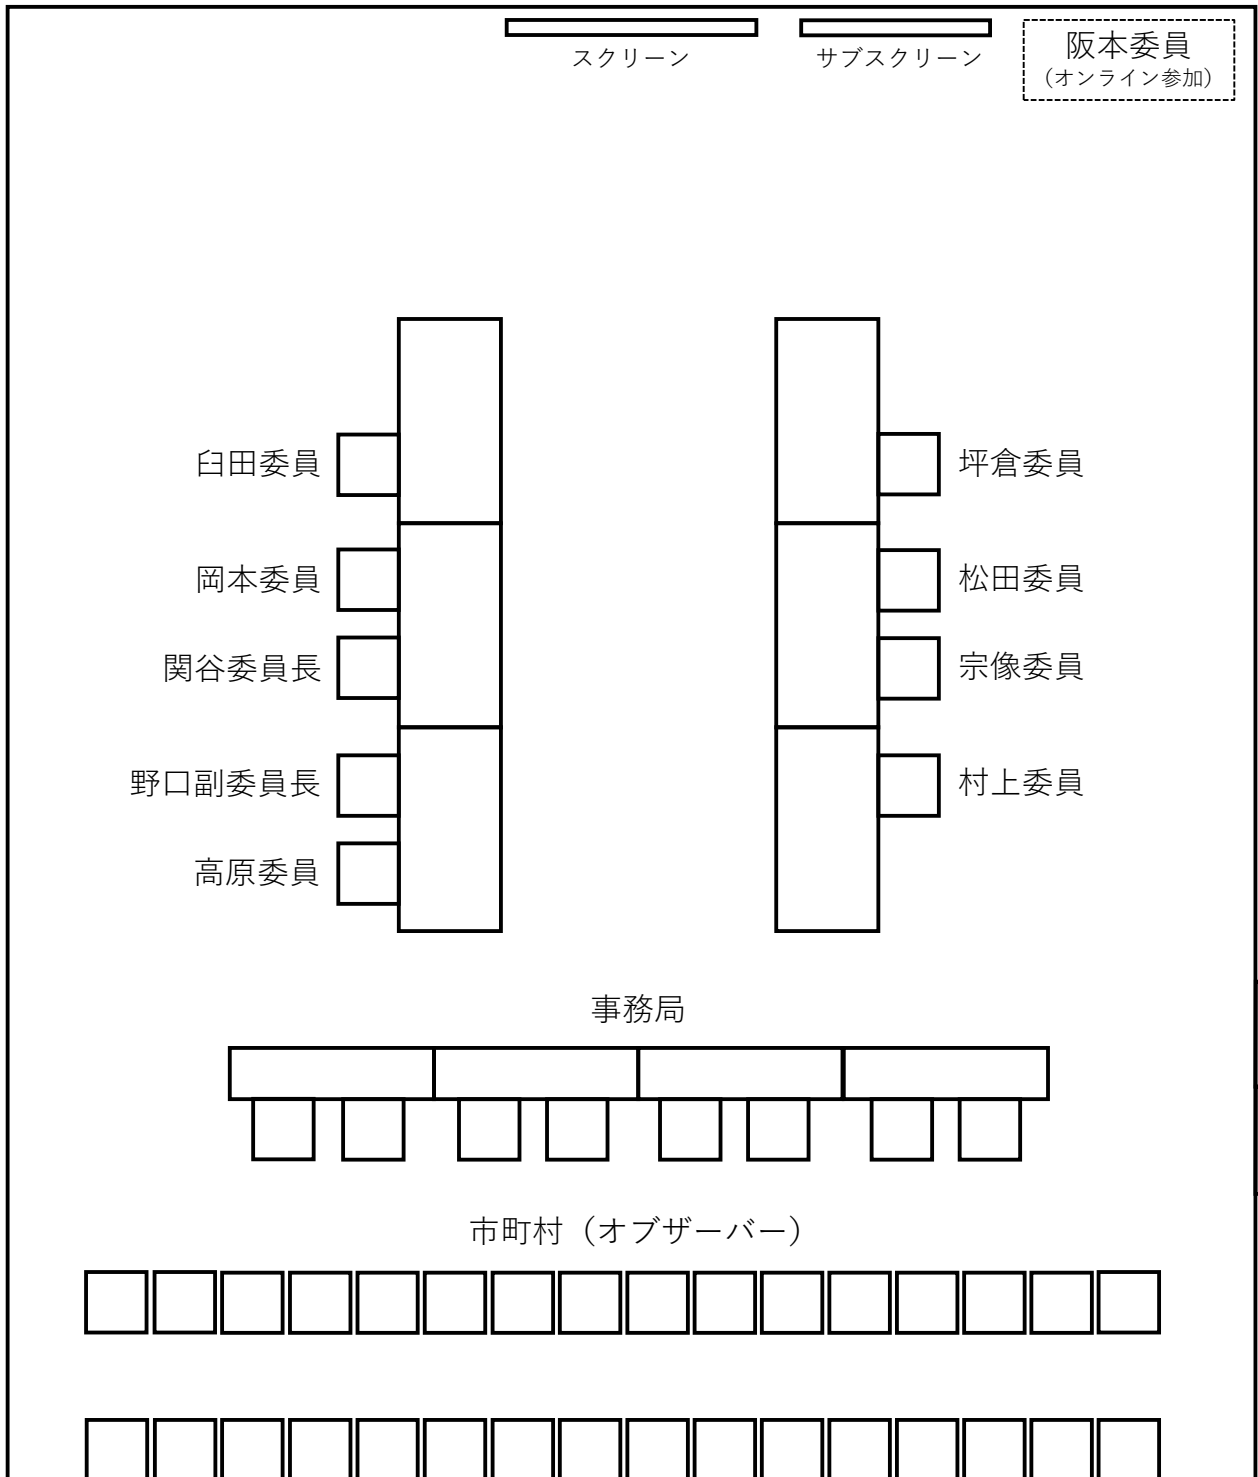 スクリーン
サブスクリーン
阪本委員
（オンライン参加）
臼田委員
坪倉委員
岡本委員
松田委員
関谷委員長
宗像委員
野口副委員長
村上委員
高原委員
事務局
市町村（オブザーバー）